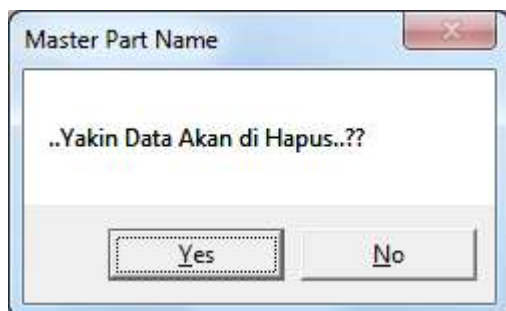 Master Part Name
..Yakin Data Akan di Hapus..??
Yes No